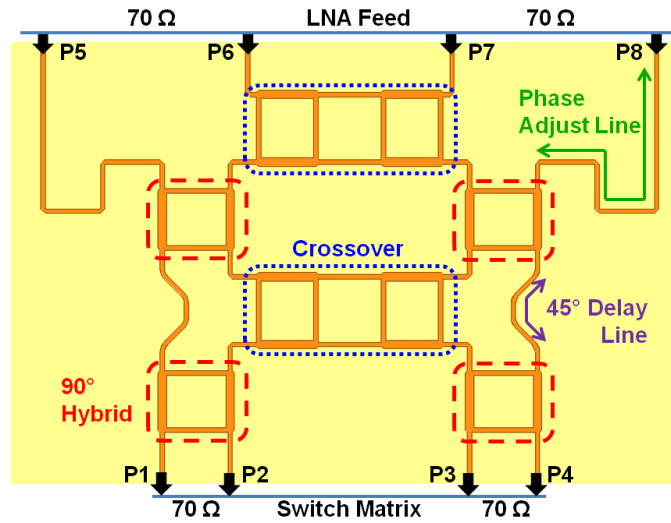 70 Ω LNA Feed 70 Ω
P5 P6 P7 P8
Phase
Adjust Line
Crossover
45° Delay
Line
90°
Hybrid
P1 P2 P3 P4
70 Ω Switch Matrix 70 Ω